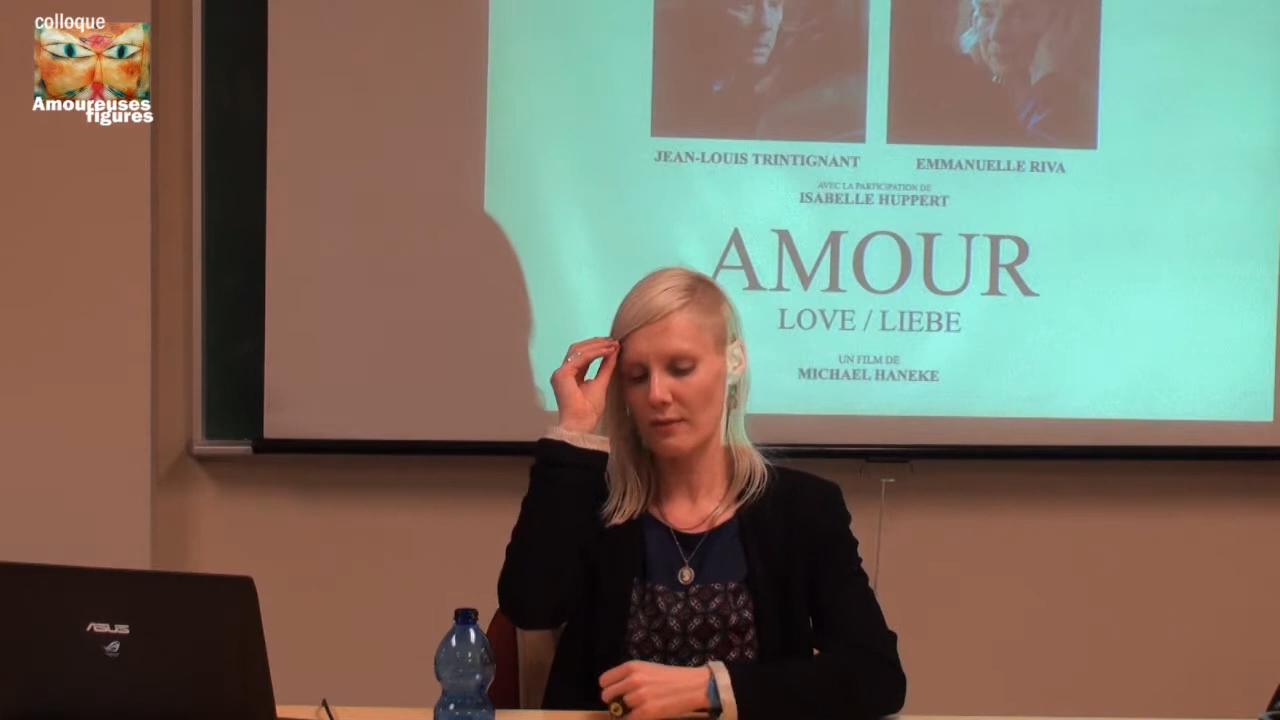 colloque
Amoureuses
figures
JEAN-LOUIS TRINTIGNANT
EMMANUELLE RIVA
AVEC LA PARTICIPATION DE
ISABELLE HUPPERT
AMOUR
LOVE / LIEBE
UN FILM DE
MICHAEL HANEKE
ASUS